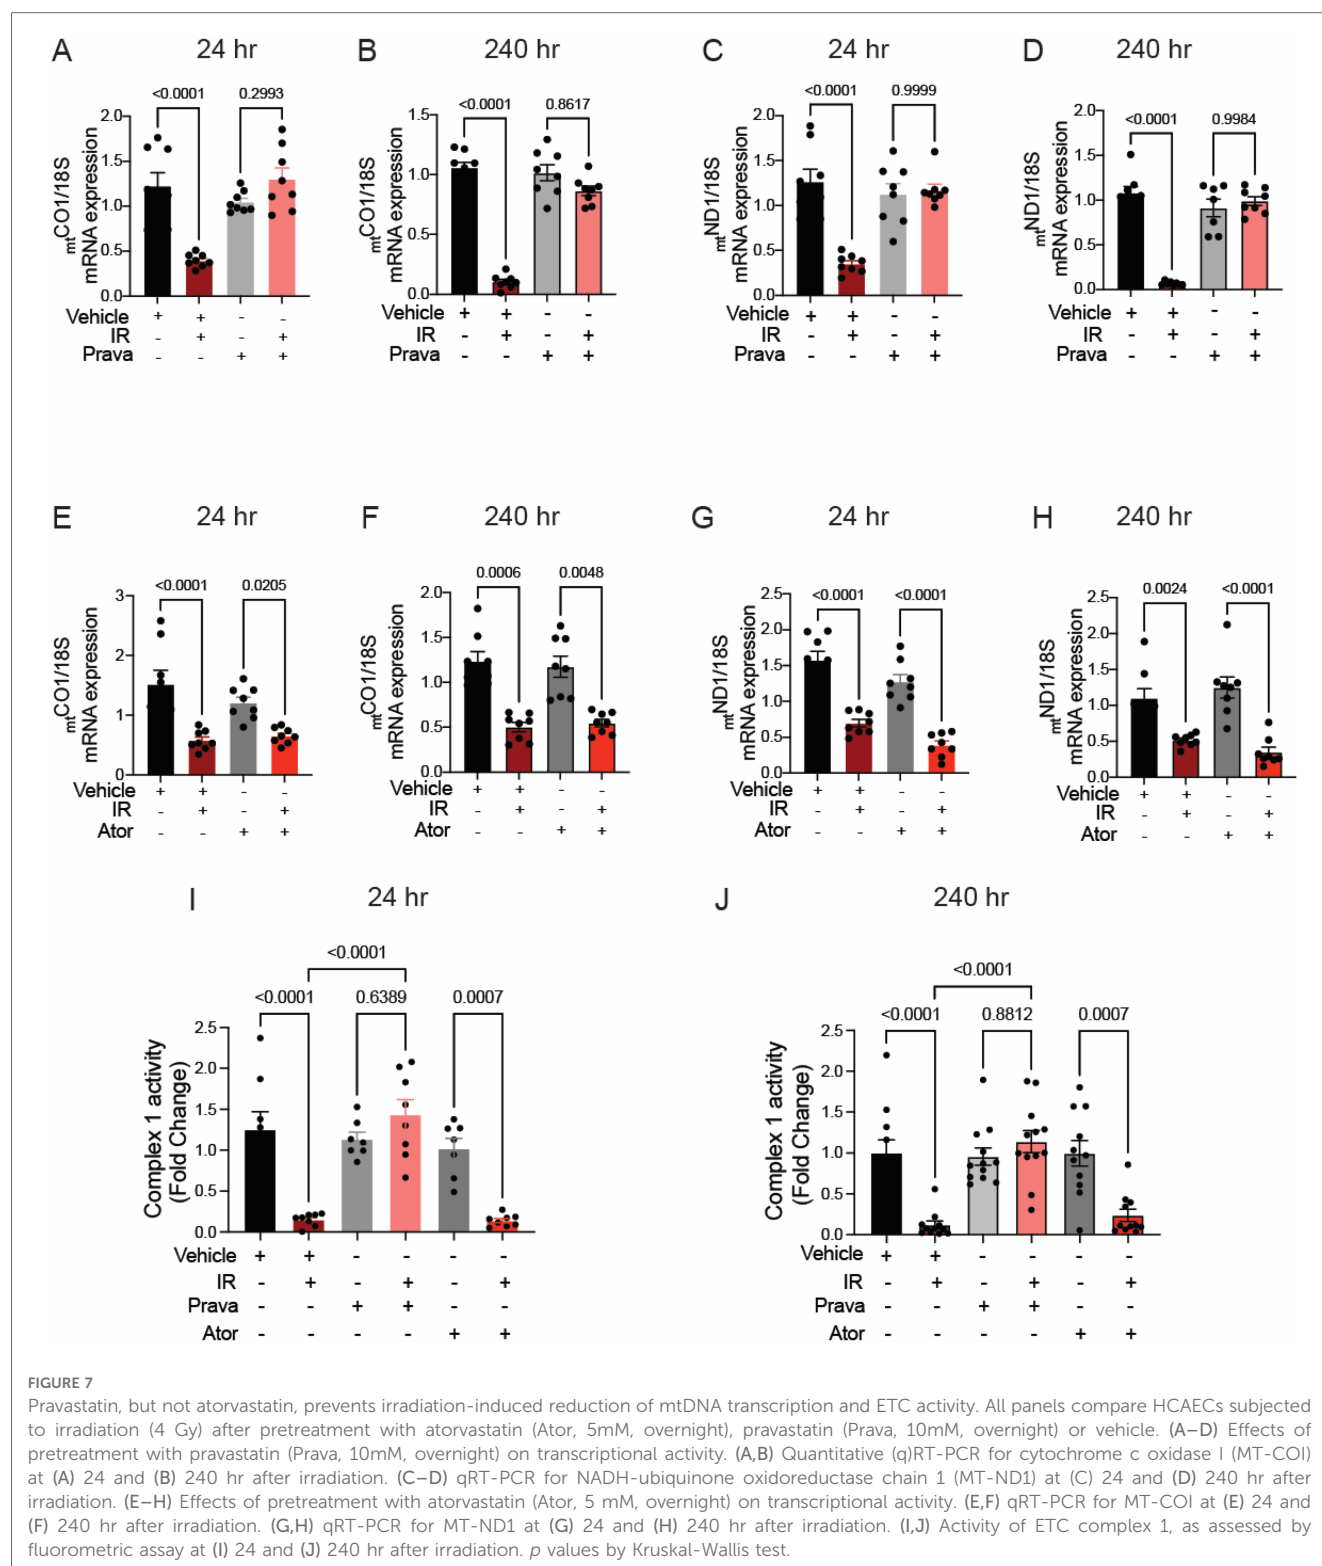 A 24 hr
B 240 hr
C 24 hr
D 240 hr
<0.0001 0.2993
<0.0001 0.8617
<0.0001 0.9999
<0.0001 0.9984
mtCO1/18S
mRNA expression
2.0
1.5
1.0
0.5
0.0
mtCO1/18S
mRNA expression
1.5
1.0
0.5
0.0
mtND1/18S
mRNA expression
2.0
1.5
1.0
0.5
0.0
mtND1/18S
mRNA expression
2.0
1.5
1.0
0.5
0.0
Vehicle + + - -
IR - + - +
Prava - - + +
Vehicle + + - -
IR - + - +
Prava - - + +
Vehicle + + - -
IR - + - +
Prava - - + +
Vehicle + + - -
IR - + - +
Prava - - + +
E 24 hr
F 240 hr
G 24 hr
H 240 hr
<0.0001 0.0205
0.0006 0.0048
<0.0001 <0.0001
0.0024 <0.0001
mtCO1/18S
mRNA expression
3
2
1
0
mtCO1/18S
mRNA expression
2.0
1.5
1.0
0.5
0.0
mtND1/18S
mRNA expression
2.5
2.0
1.5
1.0
0.5
0.0
mtND1/18S
mRNA expression
2.5
2.0
1.5
1.0
0.5
0.0
Vehicle + + - -
IR - + - +
Ator - - + +
Vehicle + + - -
IR - + - +
Ator - - + +
Vehicle + + - -
IR - + - +
Ator - - + +
Vehicle + + - -
IR - + - +
Ator - - + +
I 24 hr
J 240 hr
<0.0001
<0.0001 0.6389 0.0007
<0.0001
<0.0001 0.8812 0.0007
Complex 1 activity
(Fold Change)
2.5
2.0
1.5
1.0
0.5
0.0
Complex 1 activity
(Fold Change)
2.0
1.5
1.0
0.5
0.0
Vehicle + + - - - -
IR - + - + - +
Prava - - + + - -
Ator - - - - + +
Vehicle + + - - - -
IR - + - + - +
Prava - - + + - -
Ator - - - - + +
FIGURE 7
Pravastatin, but not atorvastatin, prevents irradiation-induced reduction of mtDNA transcription and ETC activity. All panels compare HCAECs subjected
to irradiation (4 Gy) after pretreatment with atorvastatin (Ator, 5mM, overnight), pravastatin (Prava, 10mM, overnight) or vehicle. (A–D) Effects of
pretreatment with pravastatin (Prava, 10mM, overnight) on transcriptional activity. (A,B) Quantitative (q)RT-PCR for cytochrome c oxidase I (MT-COI)
at (A) 24 and (B) 240 hr after irradiation. (C–D) qRT-PCR for NADH-ubiquinone oxidoreductase chain 1 (MT-ND1) at (C) 24 and (D) 240 hr after
irradiation. (E–H) Effects of pretreatment with atorvastatin (Ator, 5 mM, overnight) on transcriptional activity. (E,F) qRT-PCR for MT-COI at (E) 24 and
(F) 240 hr after irradiation. (G,H) qRT-PCR for MT-ND1 at (G) 24 and (H) 240 hr after irradiation. (I,J) Activity of ETC complex 1, as assessed by
fluorometric assay at (I) 24 and (J) 240 hr after irradiation. p values by Kruskal-Wallis test.